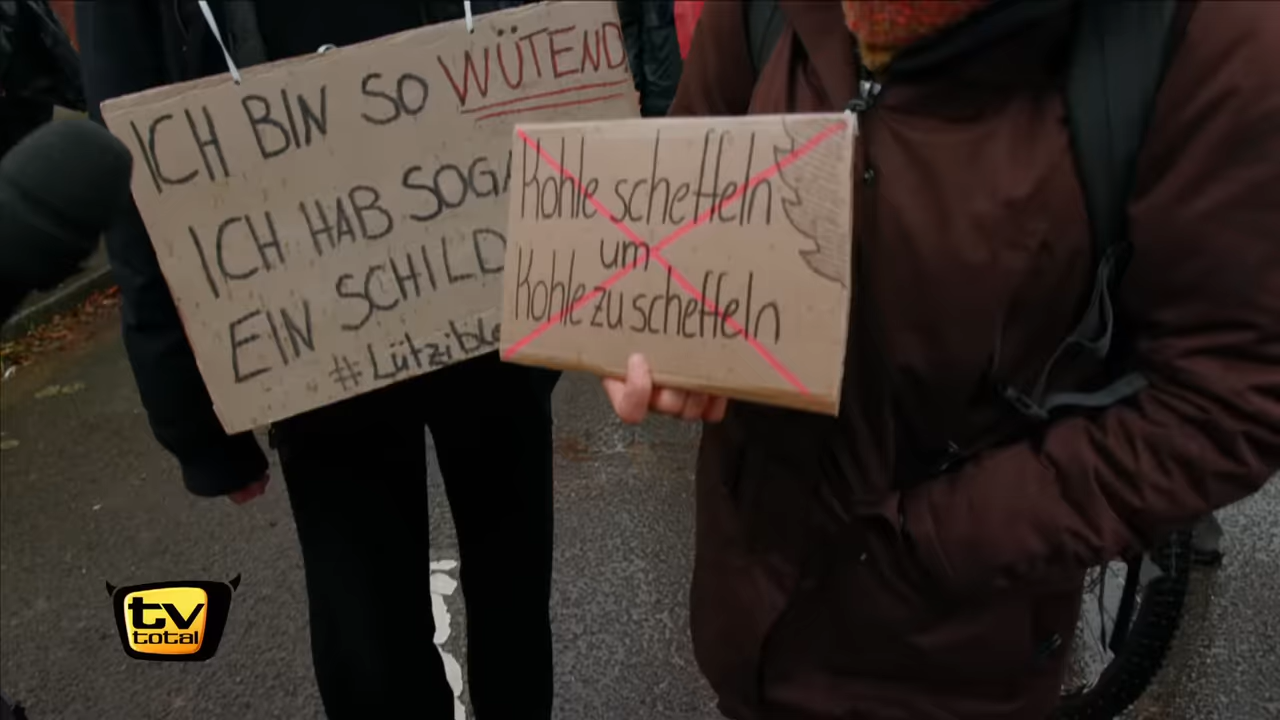 ICH BIN SO WÜTEND
ICH HAB SOGA
EIN SCHILD
#Lützible
Kohle scheffeln
um
Kohle zu scheffeln
tv
total